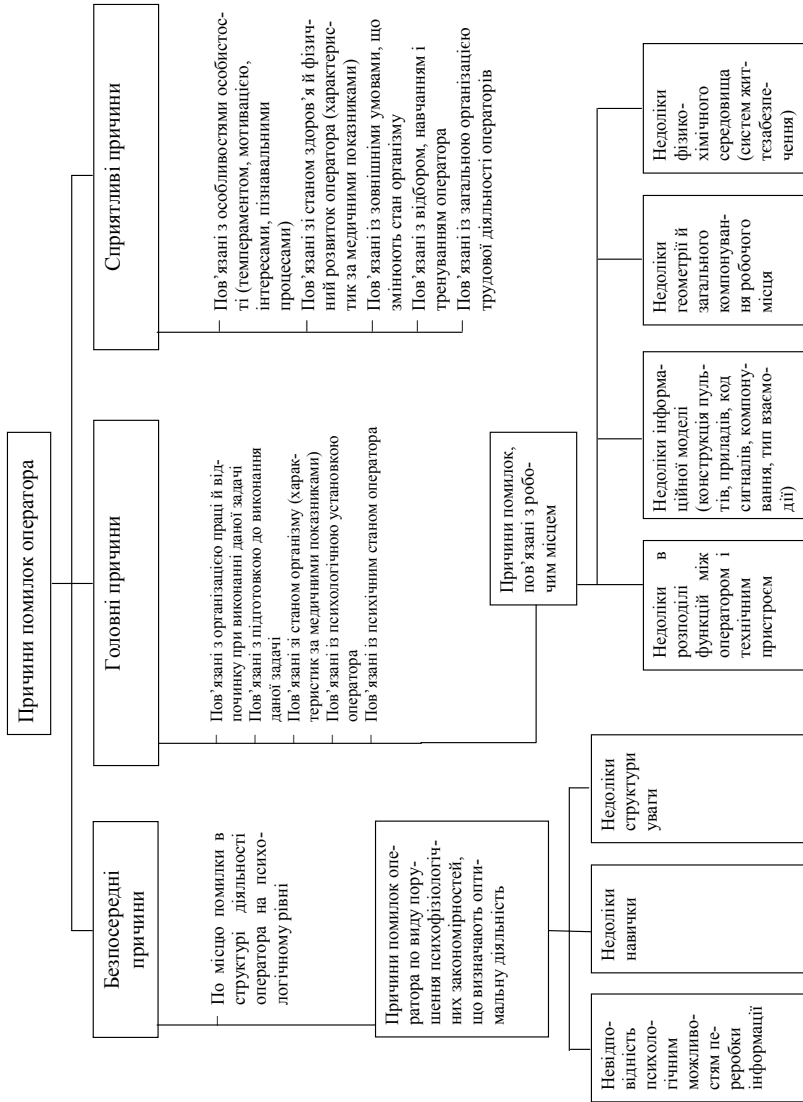 Причини помилок оператора
Безпосередні
причини
По місцю помилки в
структурі діяльності
оператора на психо-
логічному рівні
Причини помилок опе-
ратора по виду пору-
шення психофізіологіч-
них закономірностей,
що визначають опти-
мальну діяльність
Невідпо-
відність
психоло-
гічним
можливо-
стям пе-
реробки
інформації
Недоліки
навички
Недоліки
структури
уваги
Головні причини
Пов’язані з організацією праці й від-
починку при виконанні даної задачі
Пов’язані з підготовкою до виконання
даної задачі
Пов’язані зі станом організму (харак-
теристик за медичними показниками)
Пов’язані із психологічною установкою
оператора
Пов’язані із психічним станом оператора
Причини помилок,
пов’язані з робо-
чим місцем
Недоліки в
розподілі
функцій між
оператором і
технічним
пристроєм
Недоліки інформа-
ційної моделі
(конструкція пуль-
тів, приладів, код
сигналів, компону-
вання, тип взаємо-
дії)
Недоліки
геометрії й
загального
компонуван-
ня робочого
місця
Недоліки
фізико-
хімічного
середовища
(систем жит-
тєзабезпе-
чення)
Сприятливі причини
Пов’язані з особливостями особистос-
ті (темпераментом, мотивацією,
інтересами, пізнавальними
процесами)
Пов’язані зі станом здоров’я й фізич-
ний розвиток оператора (характерис-
тик за медичними показниками)
Пов’язані із зовнішніми умовами, що
змінюють стан організму
Пов’язані з відбором, навчанням і
тренуванням оператора
Пов’язані із загальною організацією
трудової діяльності операторів